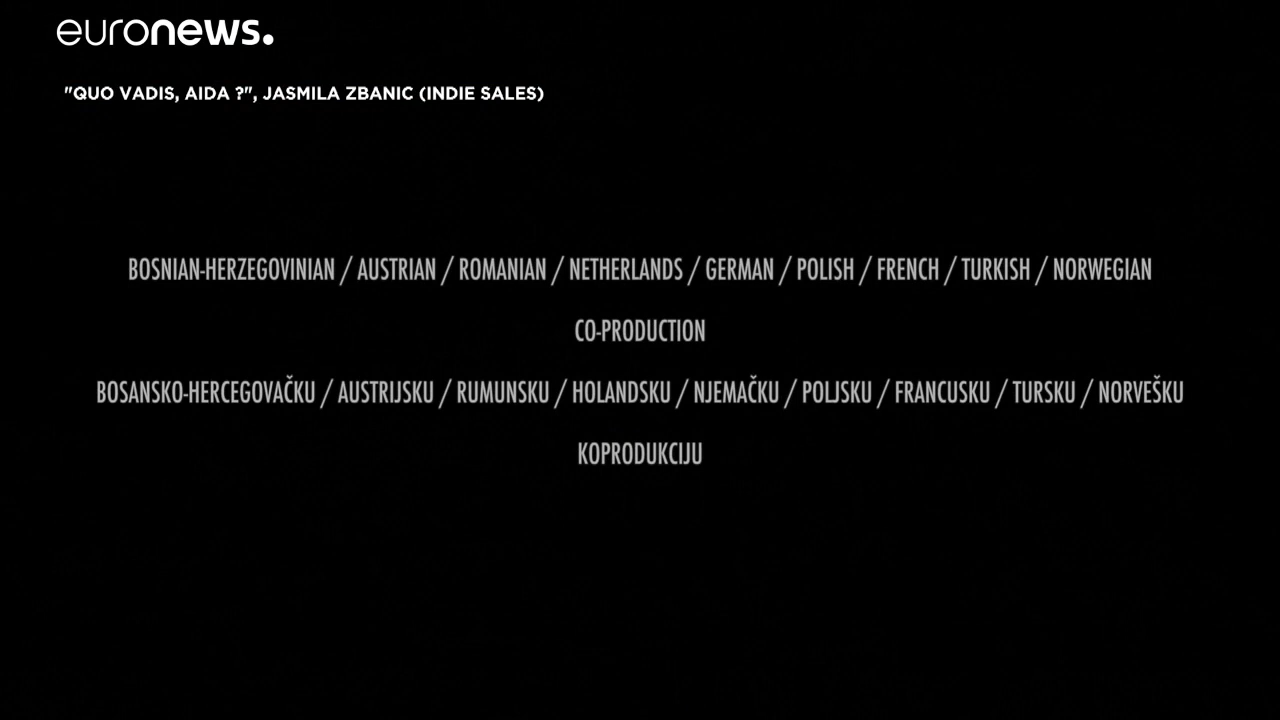 euronews.
"QUO VADIS, AIDA ?", JASMILA ZBANIC (INDIE SALES)
BOSNIAN-HERZEGOVINIAN / AUSTRIAN / ROMANIAN / NETHERLANDS / GERMAN / POLISH / FRENCH / TURKISH / NORWEGIAN
CO-PRODUCTION
BOSANSKO-HERCEGOVAČKU / AUSTRIJSKU / RUMUNSKU / HOLANDSKU / NJEMAČKU / POLJSKU / FRANCUSKU / TURSKU / NORVEŠKU
KOPRODUKCIJU